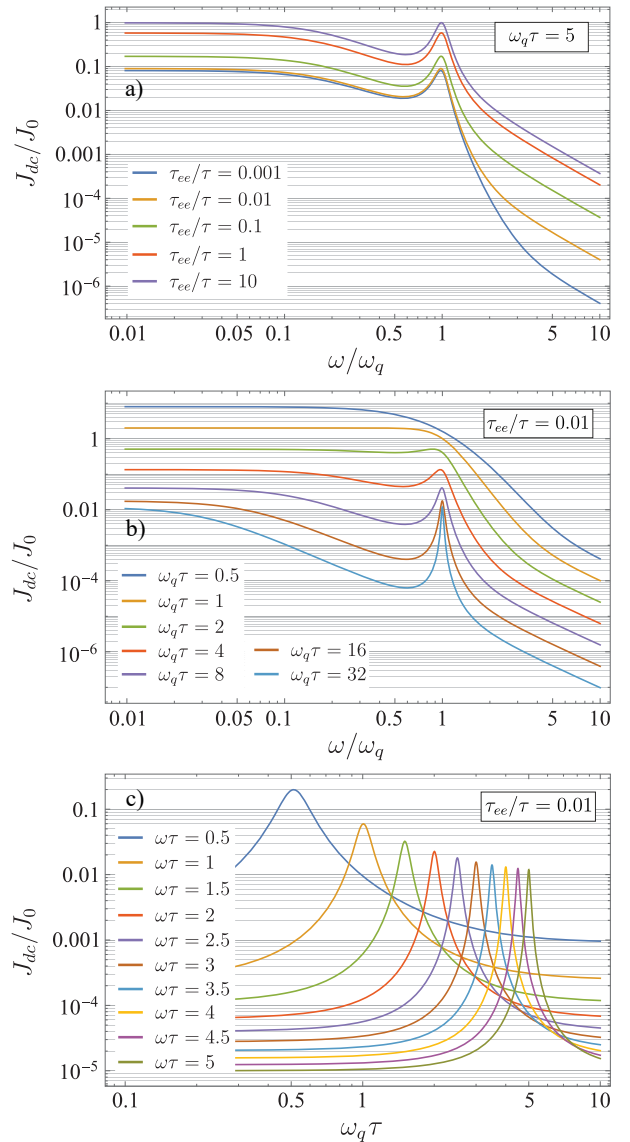 1
0.1
0.01
0.001
10⁻⁴
10⁻⁵
10⁻⁶
J_dc/J_0
a)
ω_q τ = 5
τ_ee/τ = 0.001
τ_ee/τ = 0.01
τ_ee/τ = 0.1
τ_ee/τ = 1
τ_ee/τ = 10
0.01 0.05 0.1 0.5 1 5 10
ω/ω_q
1
0.01
10⁻⁴
10⁻⁶
J_dc/J_0
b)
τ_ee/τ = 0.01
ω_q τ = 0.5
ω_q τ = 1
ω_q τ = 2
ω_q τ = 4
ω_q τ = 8
ω_q τ = 16
ω_q τ = 32
0.01 0.05 0.1 0.5 1 5 10
ω/ω_q
0.1
0.01
0.001
10⁻⁴
10⁻⁵
J_dc/J_0
c)
τ_ee/τ = 0.01
ωτ = 0.5
ωτ = 1
ωτ = 1.5
ωτ = 2
ωτ = 2.5
ωτ = 3
ωτ = 3.5
ωτ = 4
ωτ = 4.5
ωτ = 5
0.1 0.5 1 5 10
ω_q τ